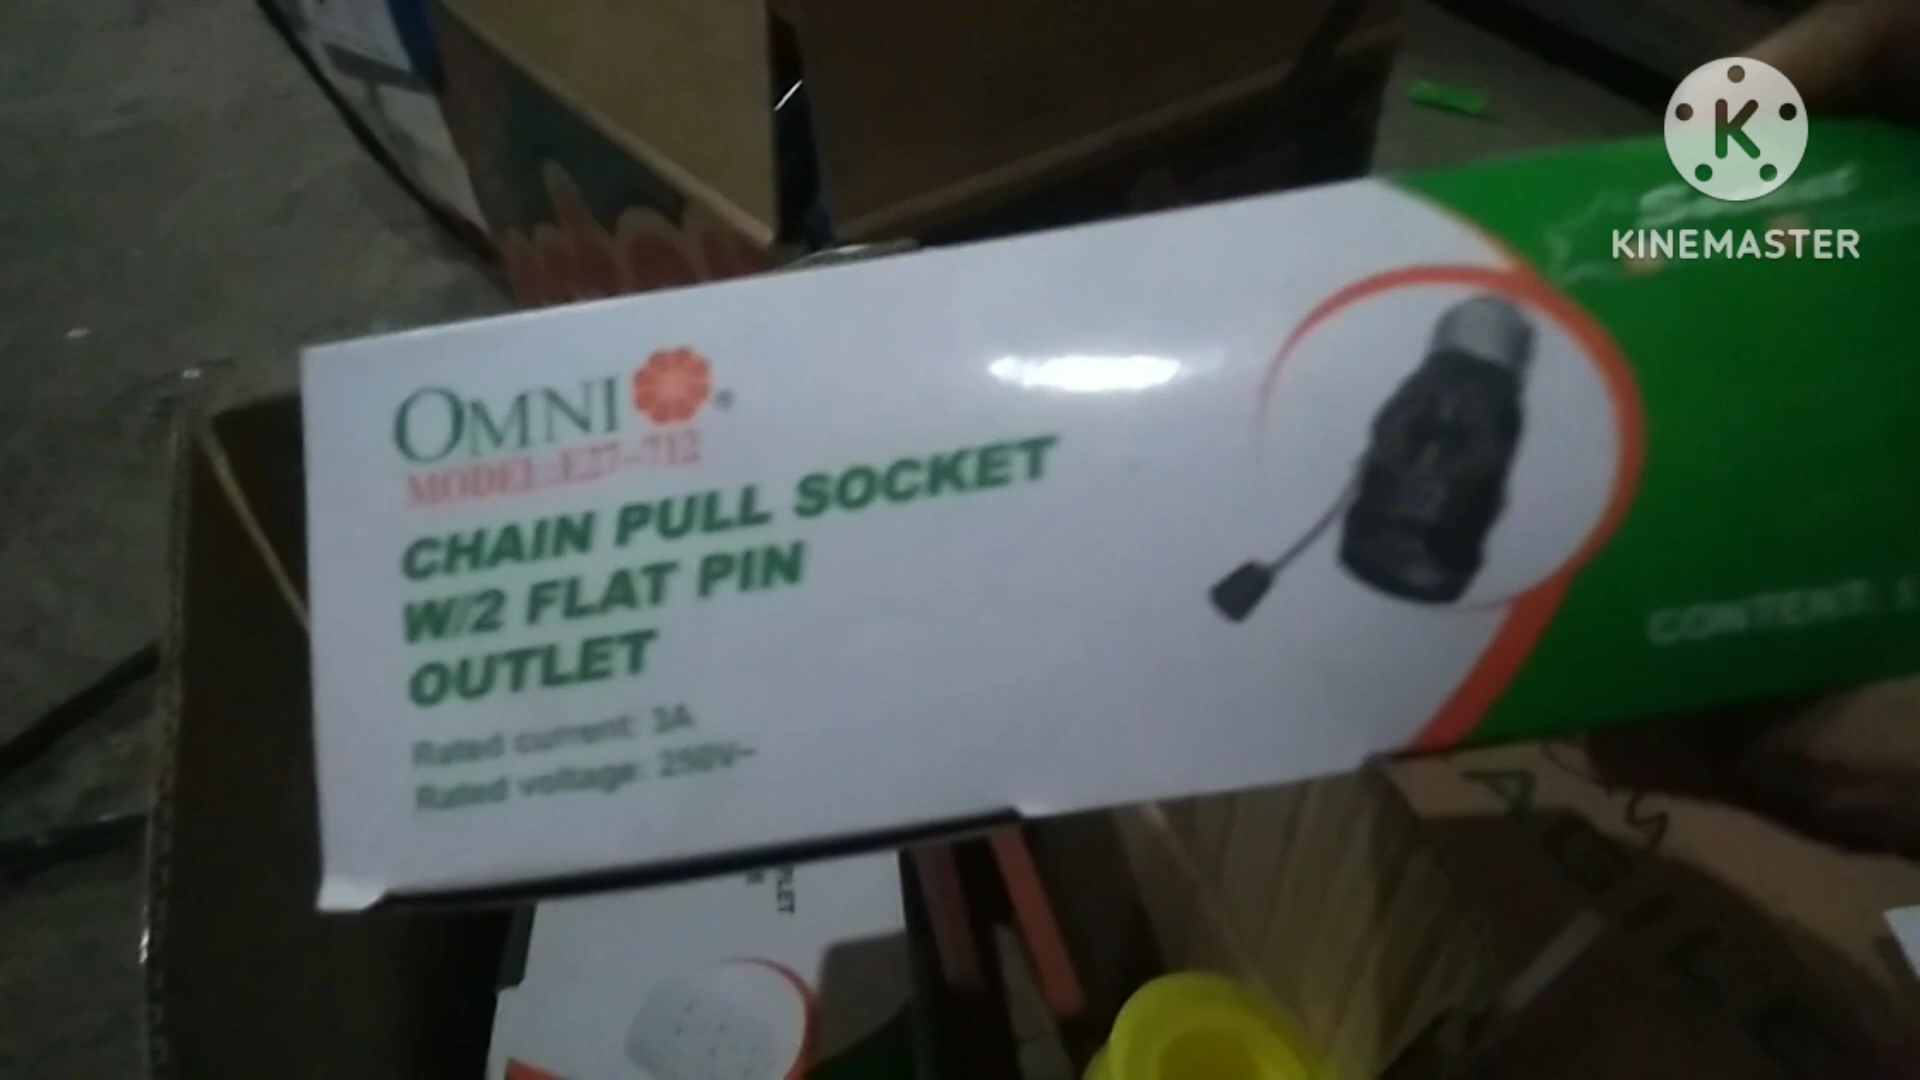 KINEMASTER
OMNI
MODEL:E27-712
CHAIN PULL SOCKET
W/2 FLAT PIN
OUTLET
Rated current: 3A
Rated voltage: 250V~
CONTENT: